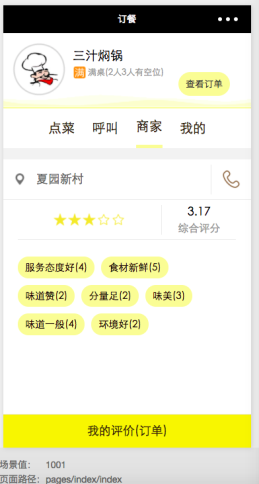 订餐
三汁焖锅
满 满桌(2人3人有空位)
查看订单
点菜 呼叫 商家 我的
夏园新村
3.17
综合评分
服务态度好(4) 食材新鲜(5)
味道赞(2) 分量足(2) 味美(3)
味道一般(4) 环境好(2)
我的评价(订单)
场景值： 1001
页面路径：pages/index/index